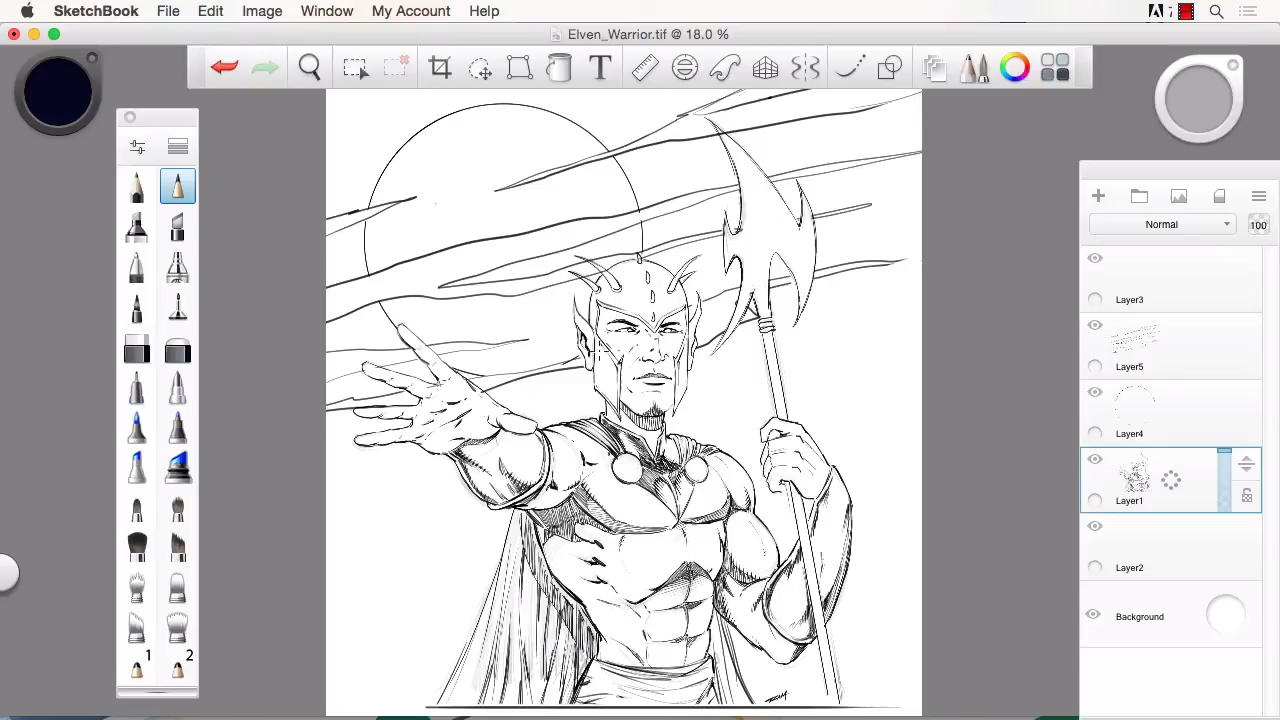 SketchBook File Edit Image Window My Account Help 7
Elven_Warrior.tif @ 18.0 %
T
Normal 100
Layer3
Layer5
Layer4
Layer1
Layer2
Background
1 2